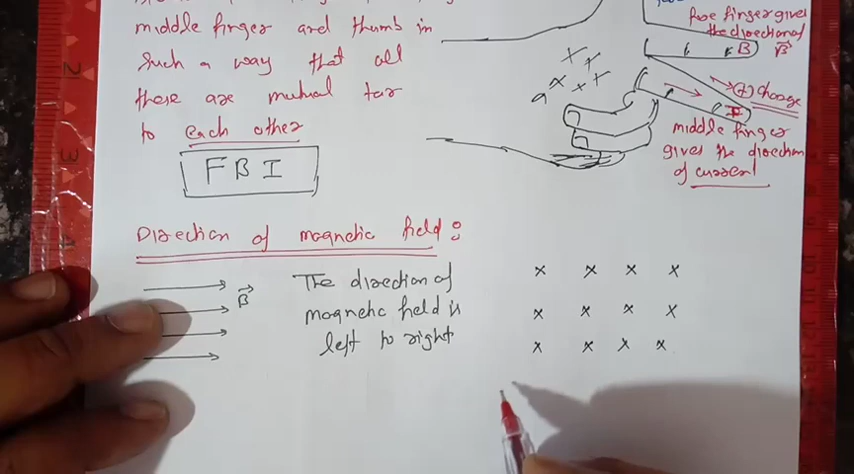 middle finger and thumb in
such a way that all
these are mutual
to each other
FBI
fore finger gives
the direction of
B B
(+) charge
I
middle finger
gives the direction
of current
Direction of magnetic field :
B
The direction of
magnetic field is
left to right
x x x x
x x x x
x x x x